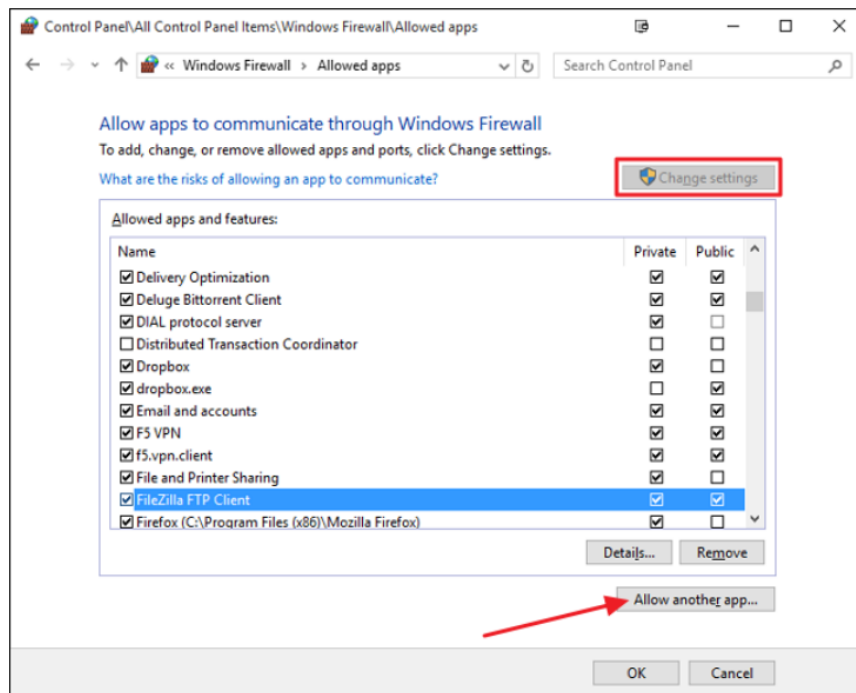 Control Panel\All Control Panel Items\Windows Firewall\Allowed apps
« Windows Firewall › Allowed apps
Search Control Panel
Allow apps to communicate through Windows Firewall
To add, change, or remove allowed apps and ports, click Change settings.
What are the risks of allowing an app to communicate?
Change settings
Allowed apps and features:
Name Private Public
Delivery Optimization
Deluge Bittorrent Client
DIAL protocol server
Distributed Transaction Coordinator
Dropbox
dropbox.exe
Email and accounts
F5 VPN
f5.vpn.client
File and Printer Sharing
FileZilla FTP Client
Firefox (C:\Program Files (x86)\Mozilla Firefox)
Details... Remove
Allow another app...
OK Cancel